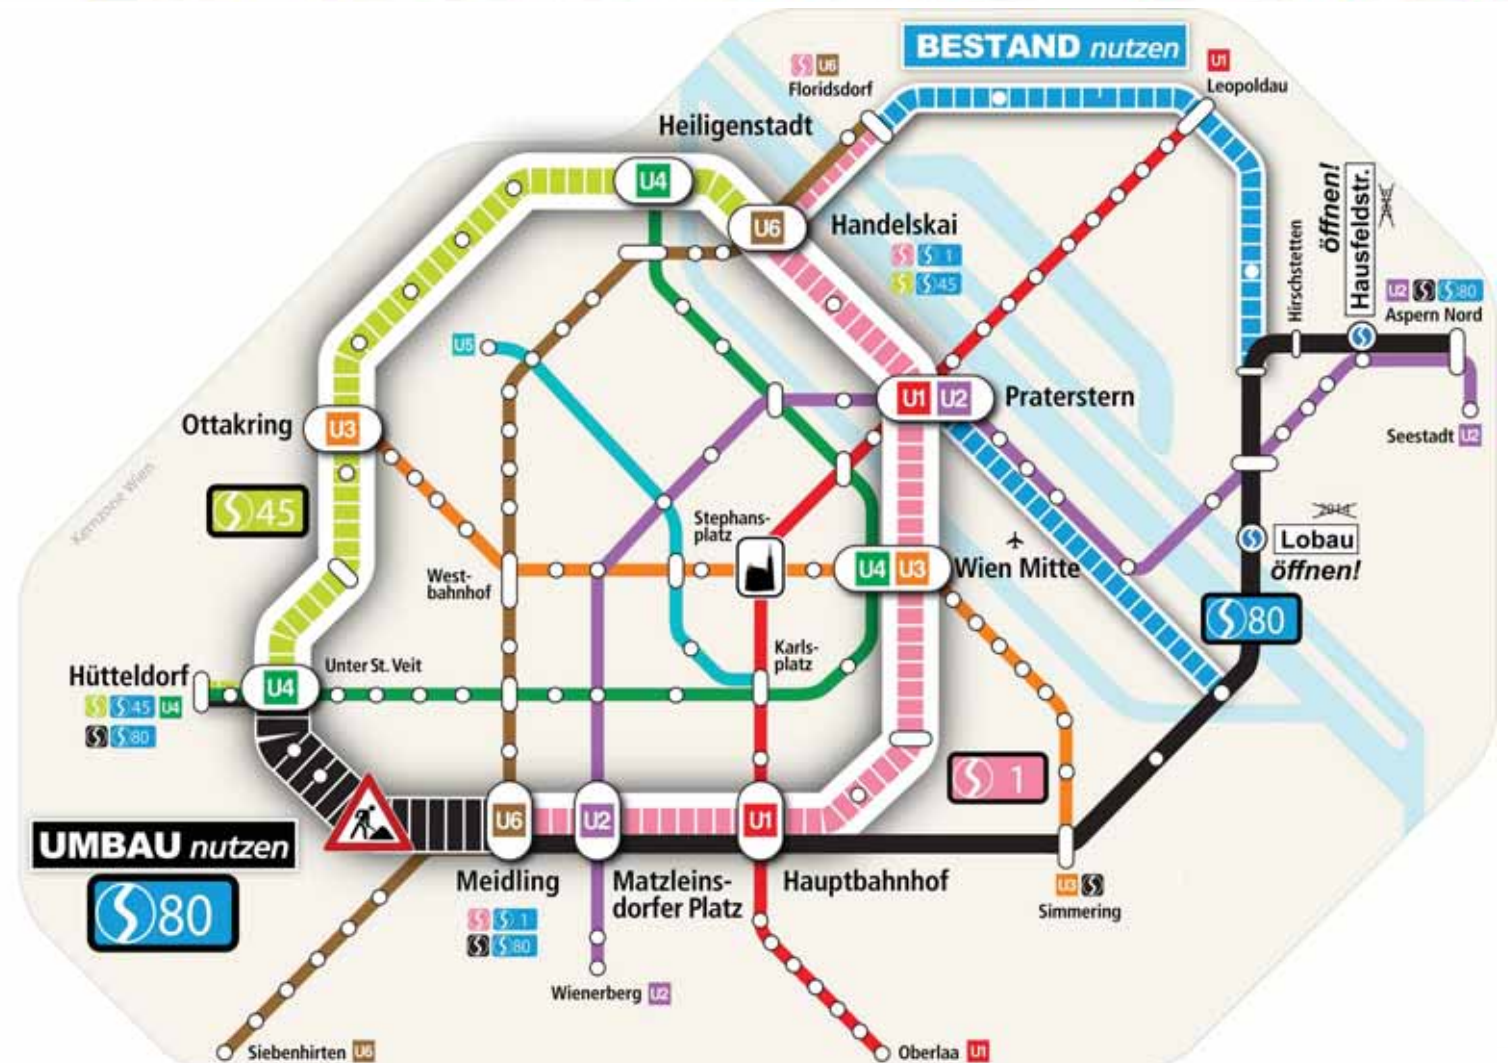 BESTAND nutzen
U6
Floridsdorf
U1
Leopoldau
Heiligenstadt
U4
U6
Handelskai
S 1
S 45
öffnen!
Hausfeldstr.
Hirschstetten
U2 S 80
Aspern Nord
U5
Ottakring
U3
U1 U2
Praterstern
Seestadt U2
Kernzone Wien
S 45
Stephans-
platz
West-
bahnhof
U4 U3
Wien Mitte
Lobau
öffnen!
S 80
Karls-
platz
Hütteldorf
S 45 U4
S 80
U4
Unter St. Veit
S 1
UMBAU nutzen
S 80
U6
U2
U1
Meidling
S 1
S 80
Matzleins-
dorfer Platz
Hauptbahnhof
U3
Simmering
Wienerberg U2
Siebenhirten U6
Oberlaa U1